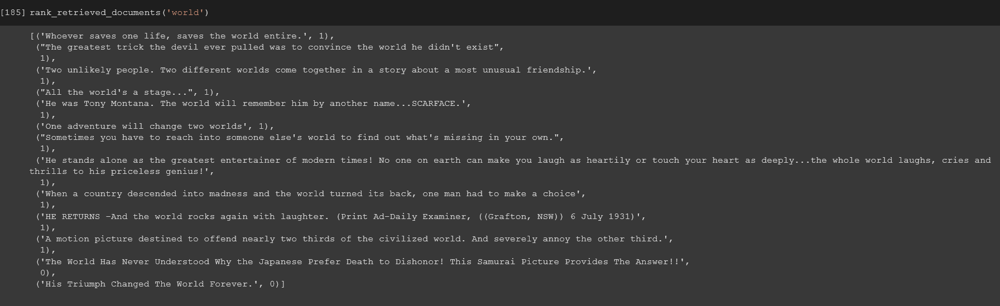 [185] rank_retrieved_documents('world')
[('Whoever saves one life, saves the world entire.', 1),
("The greatest trick the devil ever pulled was to convince the world he didn't exist",
1),
('Two unlikely people. Two different worlds come together in a story about a most unusual friendship.',
1),
("All the world's a stage...", 1),
('He was Tony Montana. The world will remember him by another name...SCARFACE.',
1),
('One adventure will change two worlds', 1),
("Sometimes you have to reach into someone else's world to find out what's missing in your own.",
1),
('He stands alone as the greatest entertainer of modern times! No one on earth can make you laugh as heartily or touch your heart as deeply...the whole world laughs, cries and
thrills to his priceless genius!',
1),
('When a country descended into madness and the world turned its back, one man had to make a choice',
1),
('HE RETURNS -And the world rocks again with laughter. (Print Ad-Daily Examiner, ((Grafton, NSW)) 6 July 1931)',
1),
('A motion picture destined to offend nearly two thirds of the civilized world. And severely annoy the other third.',
1),
('The World Has Never Understood Why the Japanese Prefer Death to Dishonor! This Samurai Picture Provides The Answer!!',
0),
('His Triumph Changed The World Forever.', 0)]